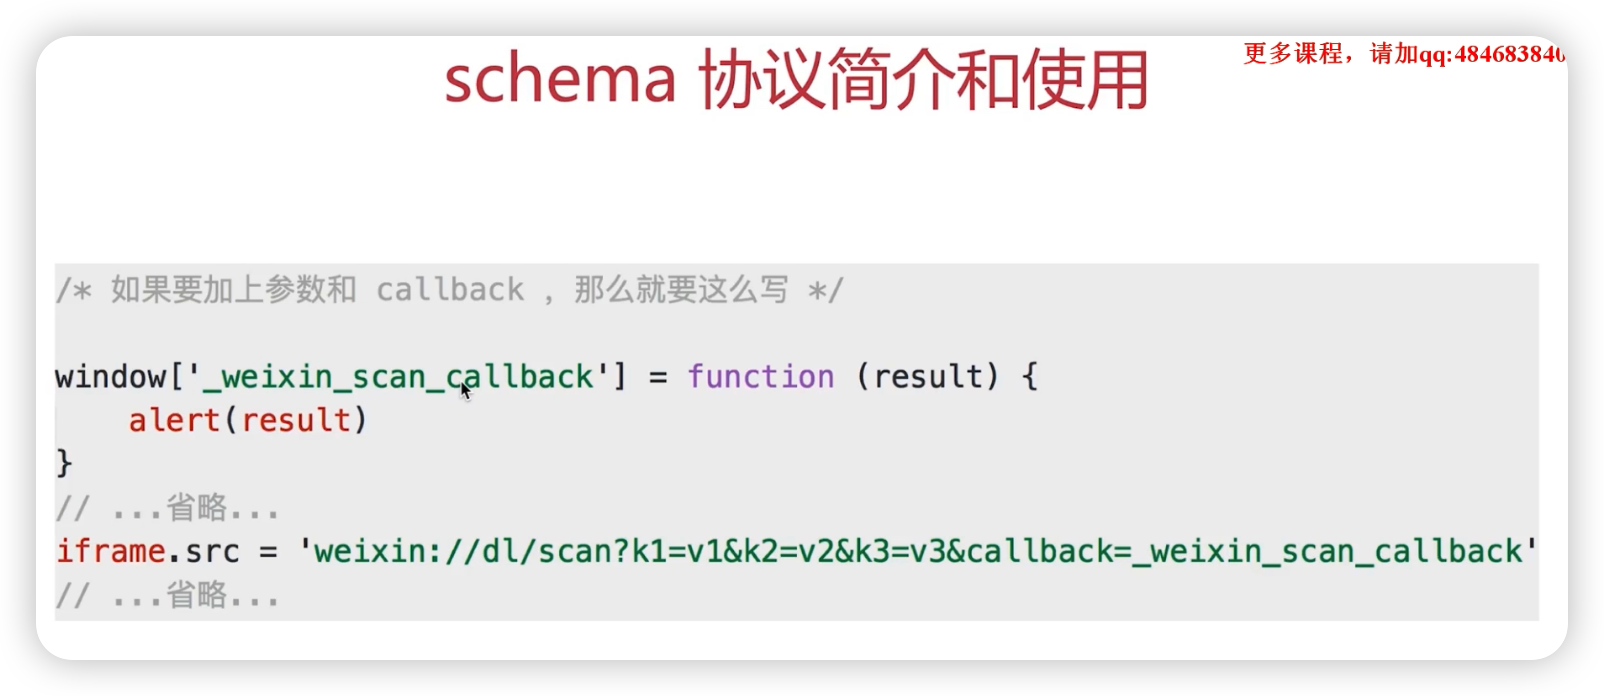 更多课程，请加qq:484683840
schema 协议简介和使用
/* 如果要加上参数和 callback ，那么就要这么写 */
window['_weixin_scan_callback'] = function (result) {
    alert(result)
}
// ...省略...
iframe.src = 'weixin://dl/scan?k1=v1&k2=v2&k3=v3&callback=_weixin_scan_callback'
// ...省略...